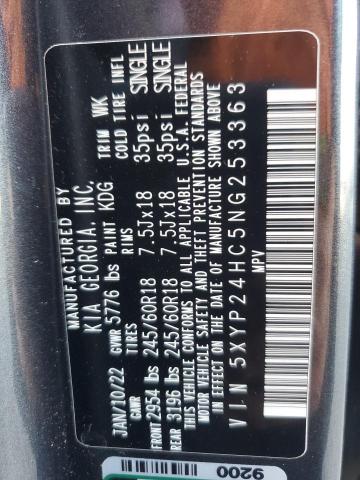 MANUFACTURED BY
KIA GEORGIA, INC.
JAN/10/22 GVWR 5776 lbs PAINT KDG TRIM WK
GAWR TIRES RIMS COLD TIRE INFL
FRONT 2954 lbs 245/60R18 7.5Jx18 35psi SINGLE
REAR 3196 lbs 245/60R18 7.5Jx18 35psi SINGLE
THIS VEHICLE CONFORMS TO ALL APPLICABLE U.S.A. FEDERAL
MOTOR VEHICLE SAFETY AND THEFT PREVENTION STANDARDS
IN EFFECT ON THE DATE OF MANUFACTURE SHOWN ABOVE
VIN 5XYP24HC5NG253363
MPV
9200